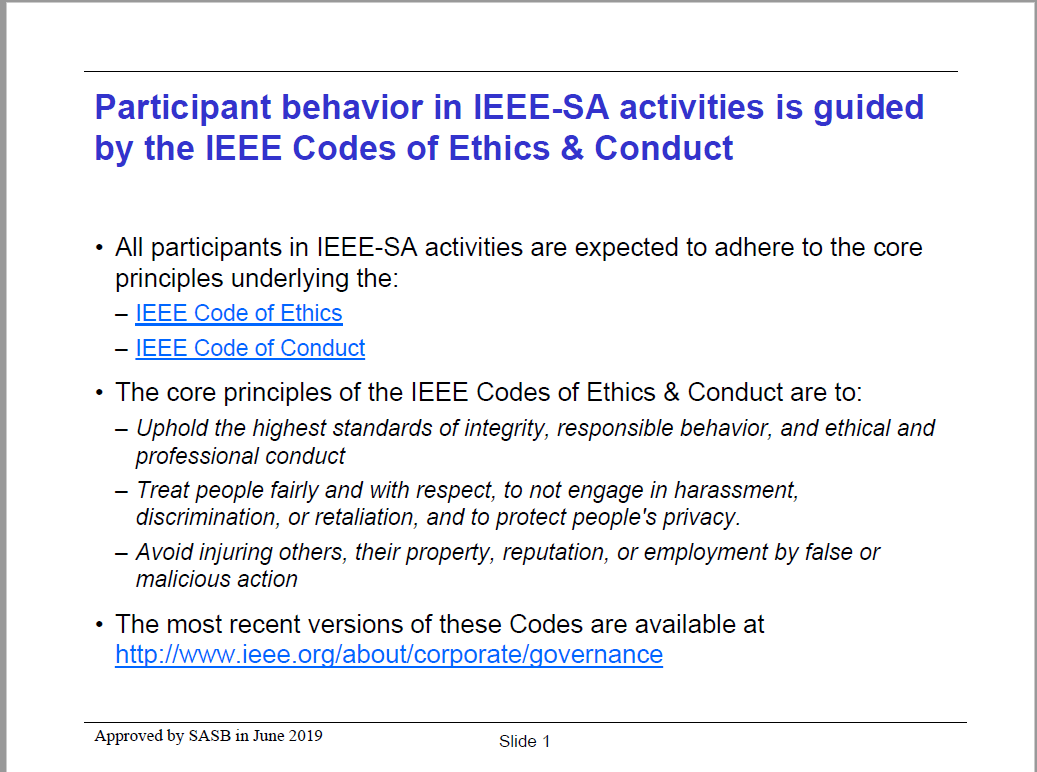 Participant behavior in IEEE-SA activities is guided
by the IEEE Codes of Ethics & Conduct
• All participants in IEEE-SA activities are expected to adhere to the core
principles underlying the:
– IEEE Code of Ethics
– IEEE Code of Conduct
• The core principles of the IEEE Codes of Ethics & Conduct are to:
– Uphold the highest standards of integrity, responsible behavior, and ethical and
professional conduct
– Treat people fairly and with respect, to not engage in harassment,
discrimination, or retaliation, and to protect people's privacy.
– Avoid injuring others, their property, reputation, or employment by false or
malicious action
• The most recent versions of these Codes are available at
http://www.ieee.org/about/corporate/governance
Approved by SASB in June 2019
Slide 1